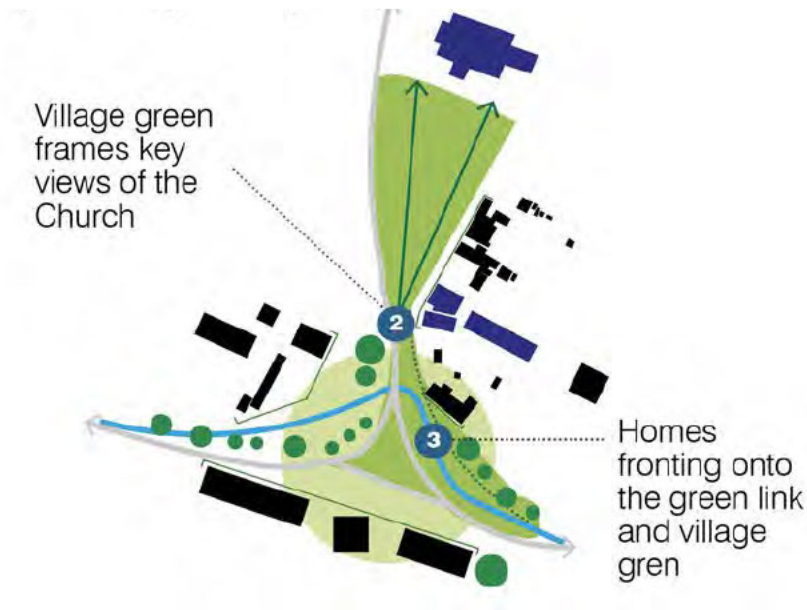 Village green
frames key
views of the
Church
2
3
Homes
fronting onto
the green link
and village
gren